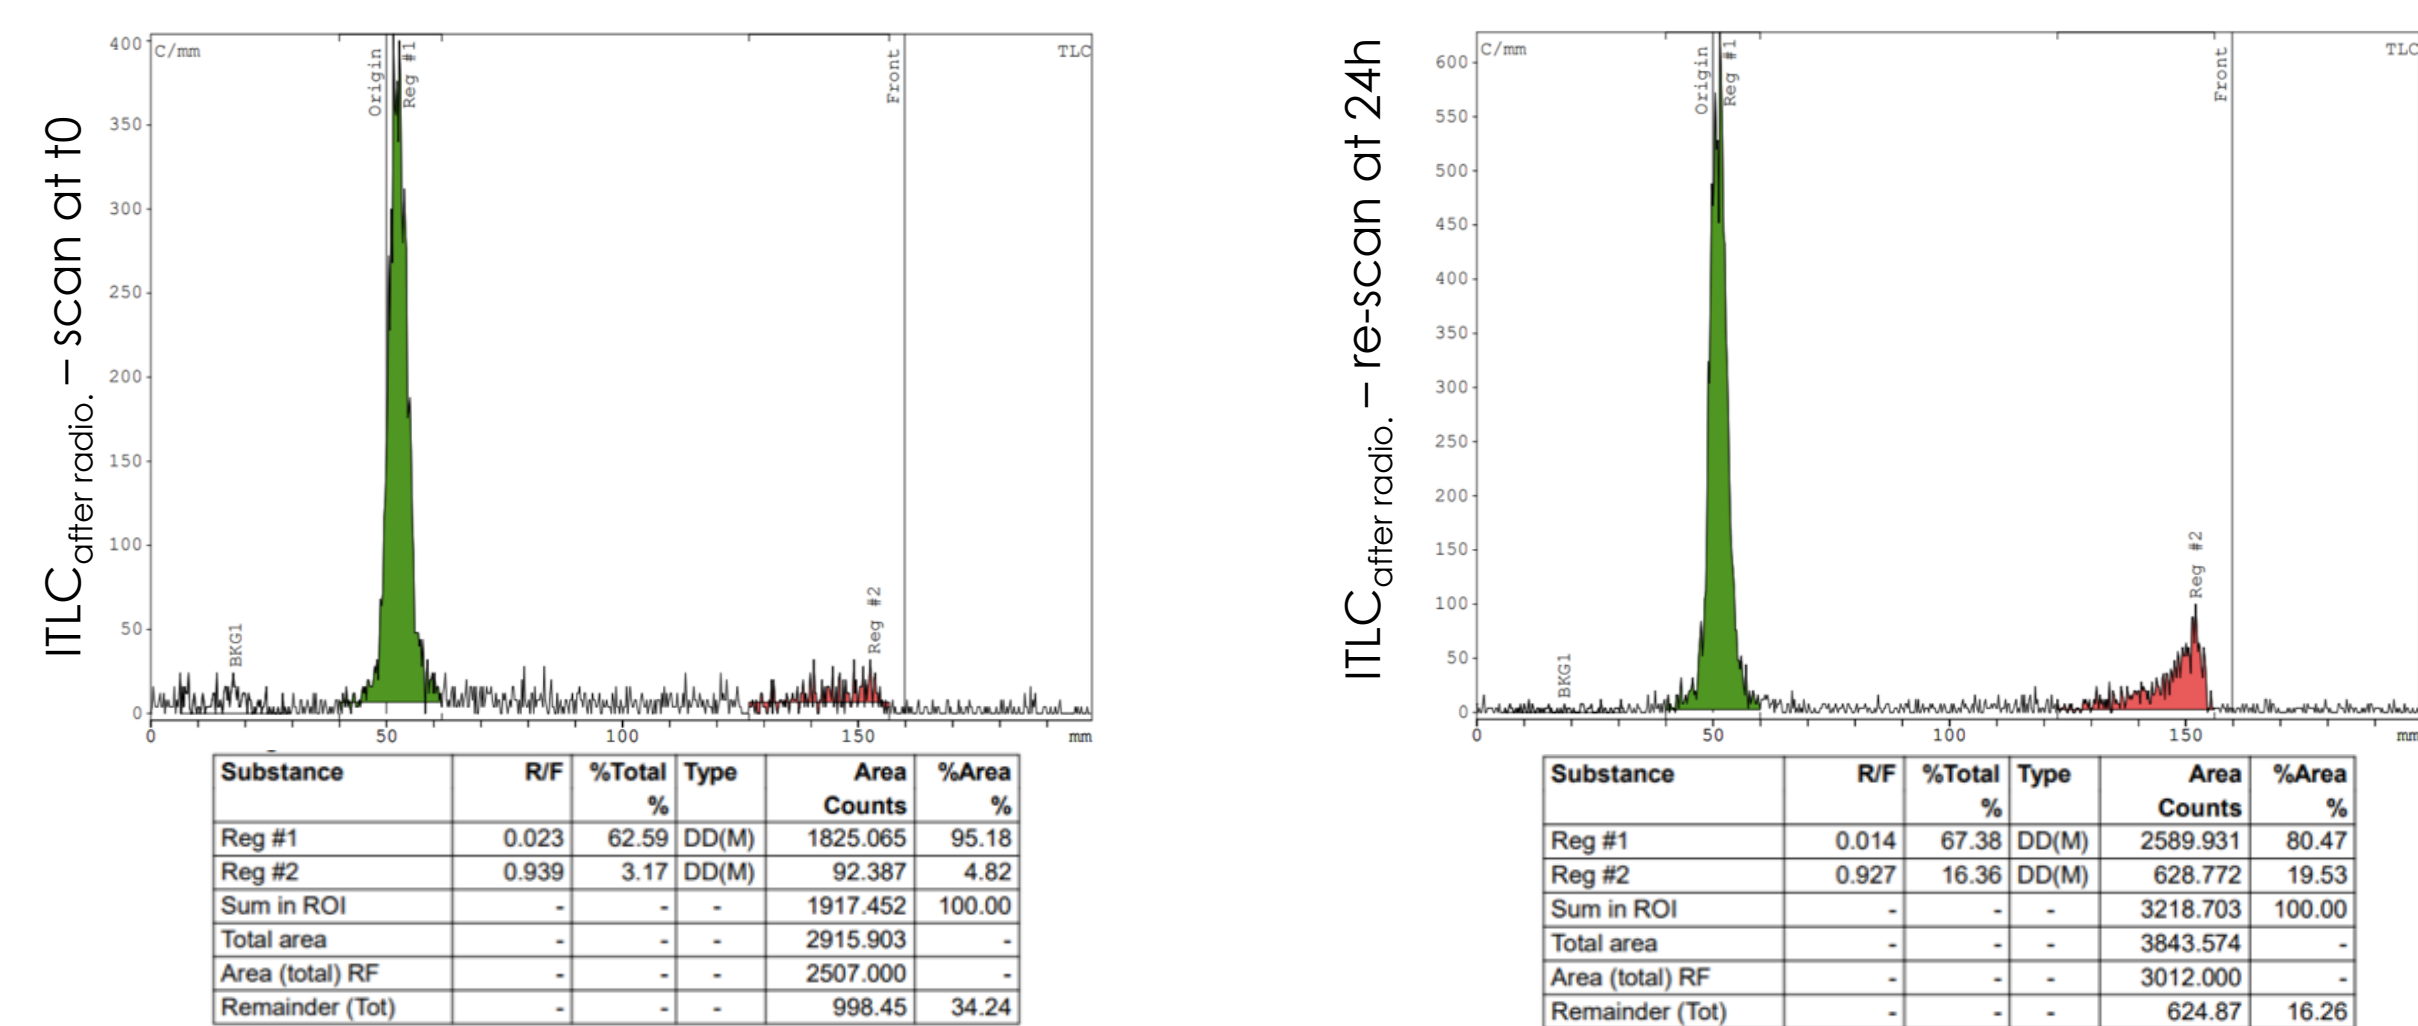 ITLCafter radio. – scan at t0
C/mm
TLC
Origin
Reg #1
Front
BKG1
Reg #2
400
350
300
250
200
150
100
50
0
0 50 100 150 mm
Substance R/F %Total % Type Area Counts %Area %
Reg #1 0.023 62.59 DD(M) 1825.065 95.18
Reg #2 0.939 3.17 DD(M) 92.387 4.82
Sum in ROI - - - 1917.452 100.00
Total area - - - 2915.903 -
Area (total) RF - - - 2507.000 -
Remainder (Tot) - - - 998.45 34.24
ITLCafter radio. – re-scan at 24h
C/mm
TLC
Origin
Reg #1
Front
BKG1
Reg #2
600
550
500
450
400
350
300
250
200
150
100
50
0
0 50 100 150 mm
Substance R/F %Total % Type Area Counts %Area %
Reg #1 0.014 67.38 DD(M) 2589.931 80.47
Reg #2 0.927 16.36 DD(M) 628.772 19.53
Sum in ROI - - - 3218.703 100.00
Total area - - - 3843.574 -
Area (total) RF - - - 3012.000 -
Remainder (Tot) - - - 624.87 16.26